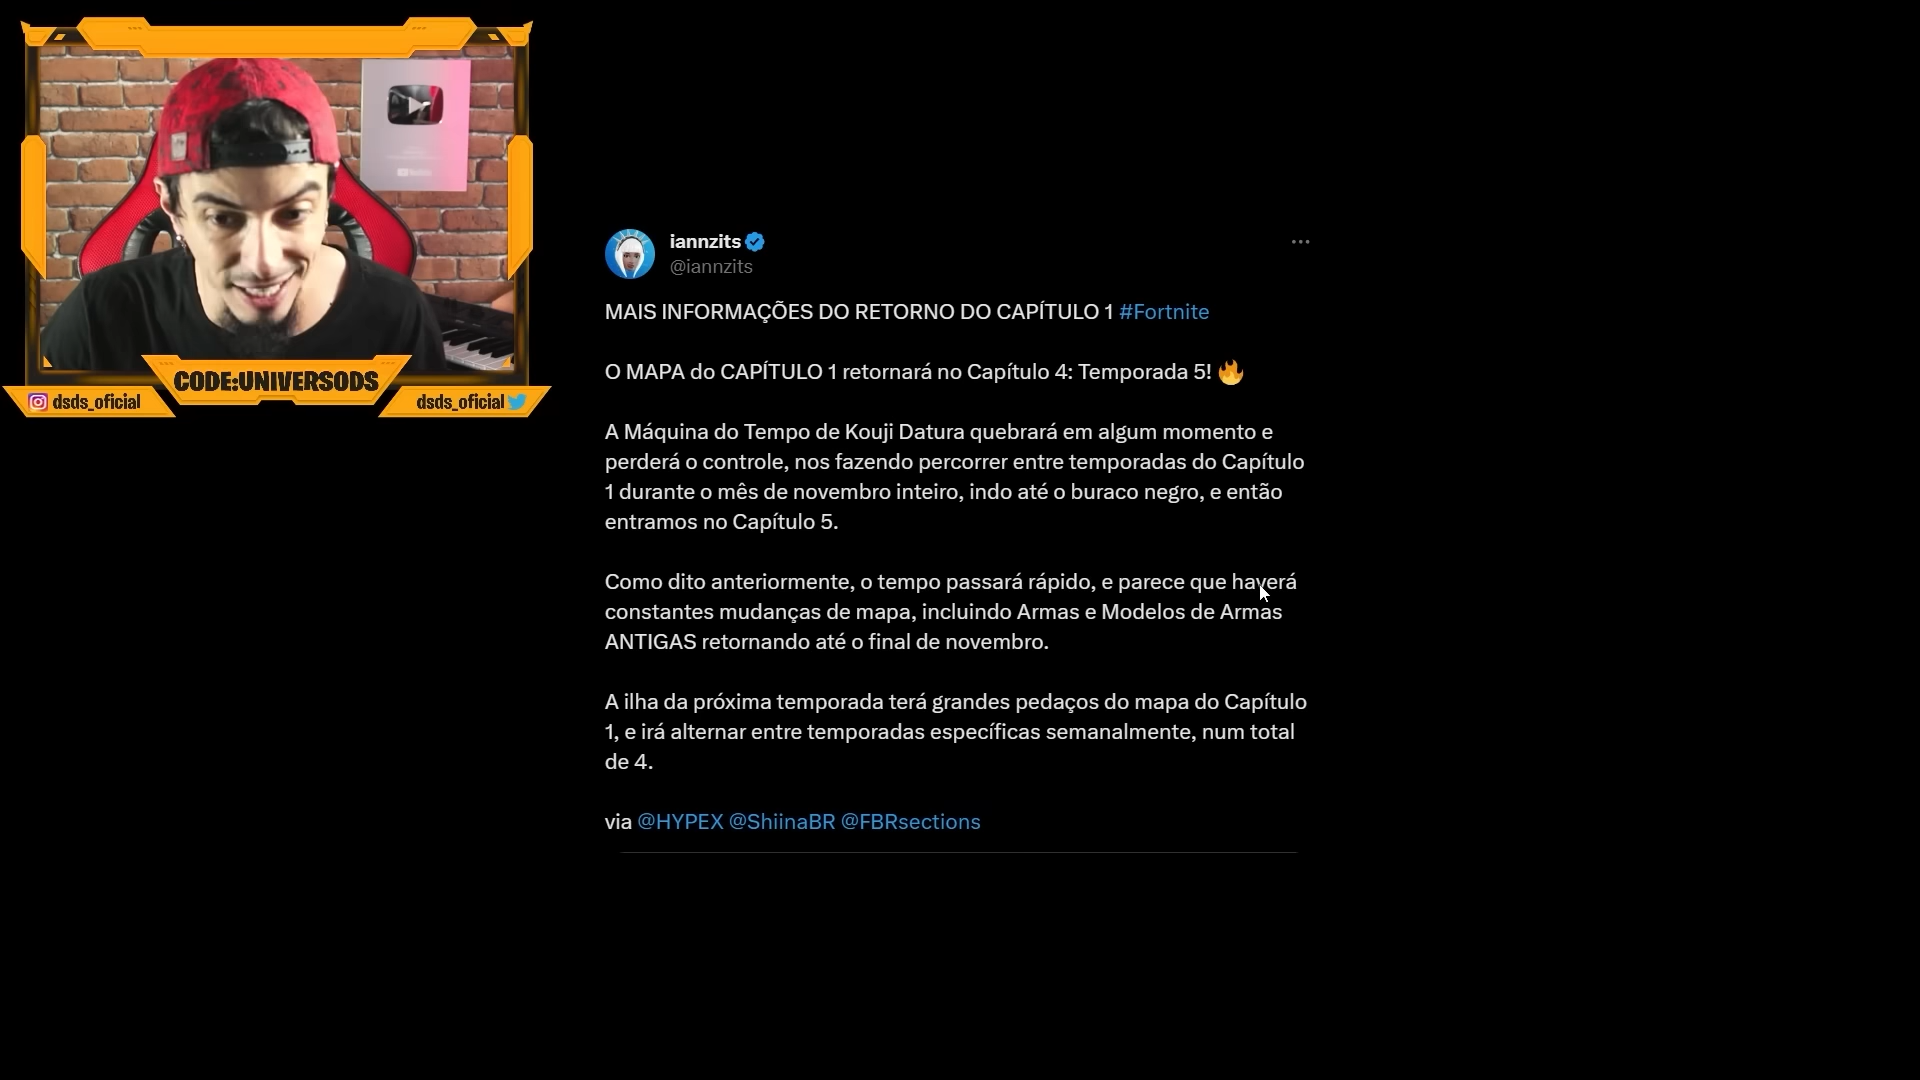 CODE:UNIVERSODS
dsds_oficial
dsds_oficial
iannzits
@iannzits
MAIS INFORMAÇÕES DO RETORNO DO CAPÍTULO 1 #Fortnite
O MAPA do CAPÍTULO 1 retornará no Capítulo 4: Temporada 5! 🔥
A Máquina do Tempo de Kouji Datura quebrará em algum momento e
perderá o controle, nos fazendo percorrer entre temporadas do Capítulo
1 durante o mês de novembro inteiro, indo até o buraco negro, e então
entramos no Capítulo 5.
Como dito anteriormente, o tempo passará rápido, e parece que haverá
constantes mudanças de mapa, incluindo Armas e Modelos de Armas
ANTIGAS retornando até o final de novembro.
A ilha da próxima temporada terá grandes pedaços do mapa do Capítulo
1, e irá alternar entre temporadas específicas semanalmente, num total
de 4.
via @HYPEX @ShiinaBR @FBRsections